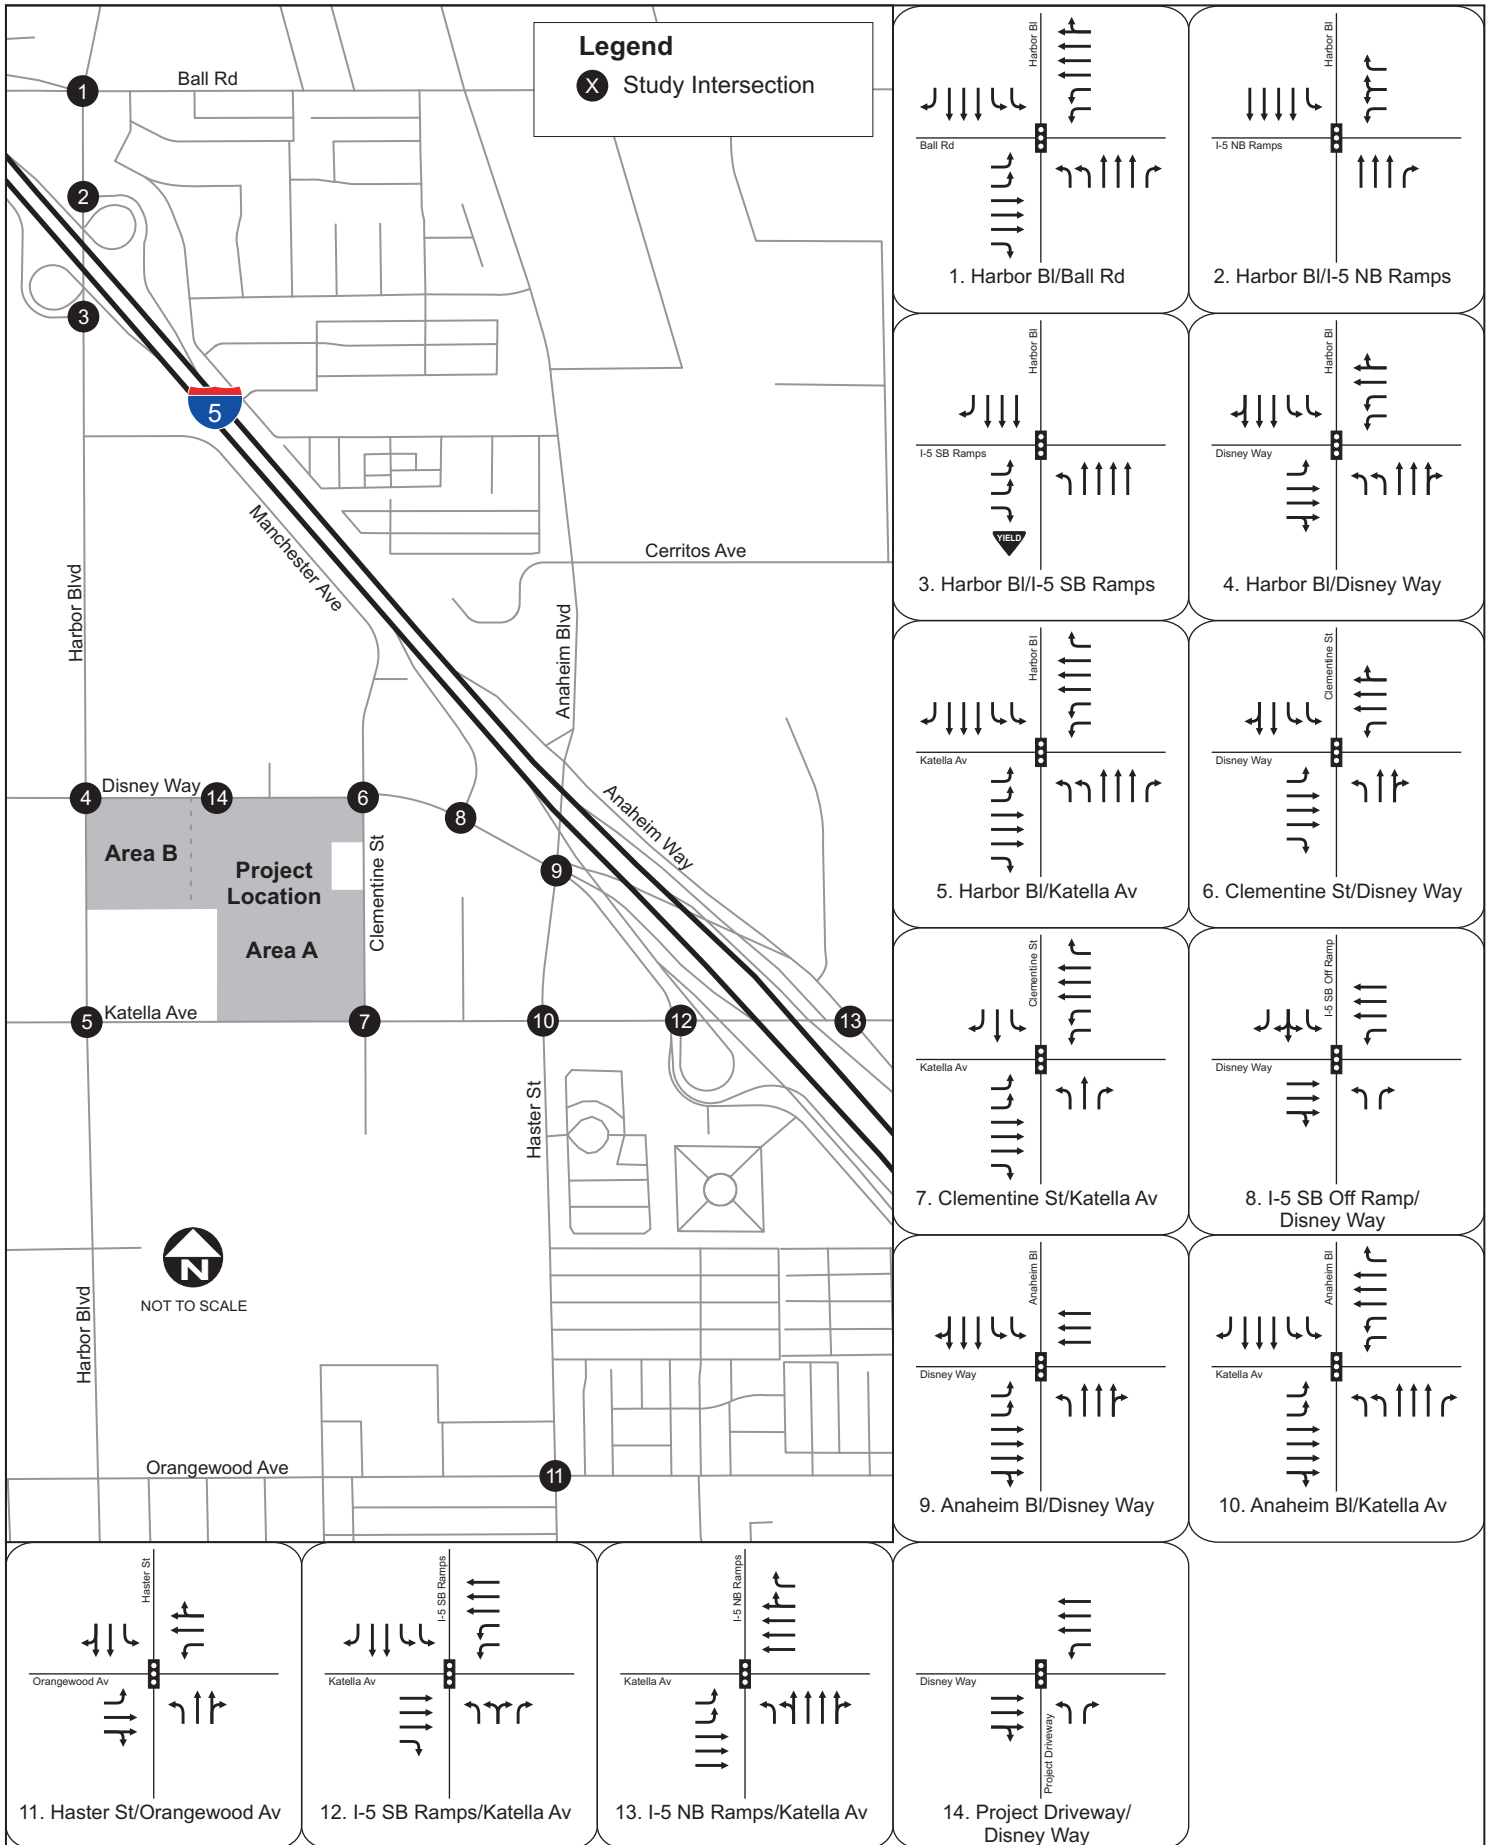 Legend
X Study Intersection
Ball Rd
1
2
3
5
Manchester Ave
Cerritos Ave
Harbor Blvd
Anaheim Blvd
Disney Way
4
14
6
8
9
Anaheim Way
Area B
Project
Location
Area A
Clementine St
Katella Ave
5
7
10
12
13
Haster St
N
NOT TO SCALE
Harbor Blvd
Orangewood Ave
11
Harbor Bl
Ball Rd
1. Harbor Bl/Ball Rd
Harbor Bl
I-5 NB Ramps
2. Harbor Bl/I-5 NB Ramps
Harbor Bl
I-5 SB Ramps
YIELD
3. Harbor Bl/I-5 SB Ramps
Harbor Bl
Disney Way
4. Harbor Bl/Disney Way
Harbor Bl
Katella Av
5. Harbor Bl/Katella Av
Clementine St
Disney Way
6. Clementine St/Disney Way
Clementine St
Katella Av
7. Clementine St/Katella Av
I-5 SB Off Ramp
Disney Way
8. I-5 SB Off Ramp/
Disney Way
Anaheim Bl
Disney Way
9. Anaheim Bl/Disney Way
Anaheim Bl
Katella Av
10. Anaheim Bl/Katella Av
Haster St
Orangewood Av
11. Haster St/Orangewood Av
I-5 SB Ramps
Katella Av
12. I-5 SB Ramps/Katella Av
I-5 NB Ramps
Katella Av
13. I-5 NB Ramps/Katella Av
Disney Way
Project Driveway
14. Project Driveway/
Disney Way